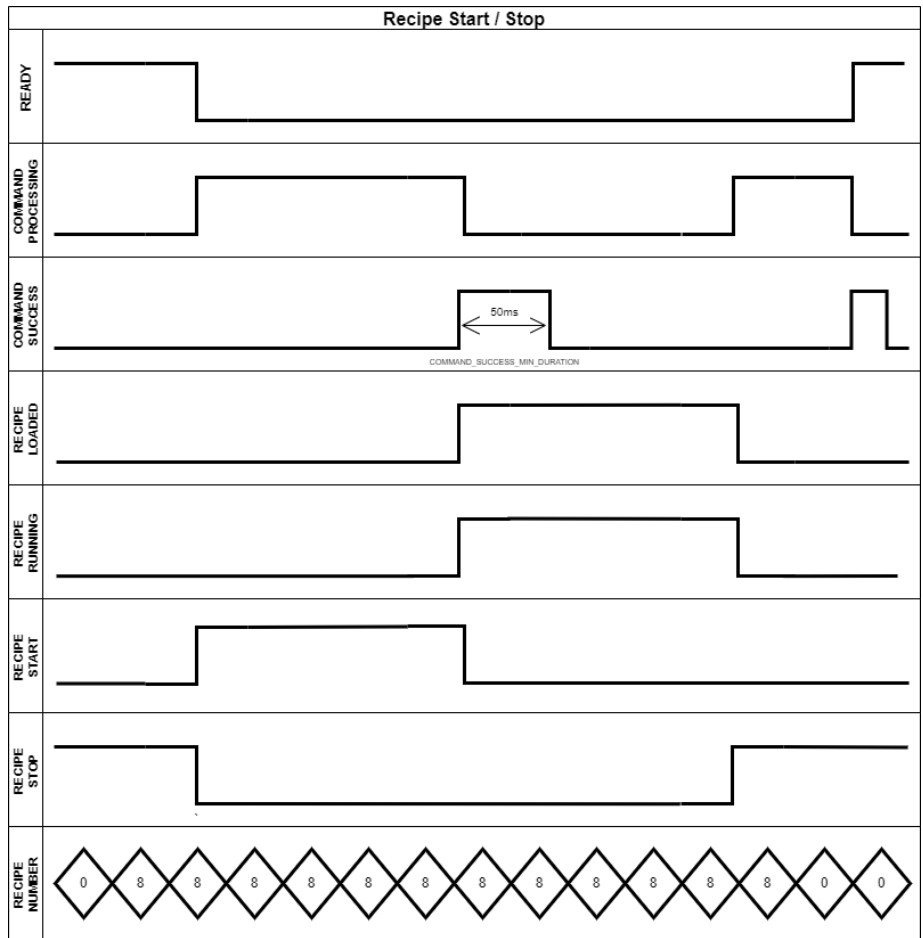 Recipe Start / Stop
READY
COMMAND
PROCESSING
COMMAND
SUCCESS
50ms
COMMAND_SUCCESS_MIN_DURATION
RECIPE
LOADED
RECIPE
RUNNING
RECIPE
START
RECIPE
STOP
RECIPE
NUMBER
0 8 8 8 8 8 8 8 8 8 8 8 8 0 0